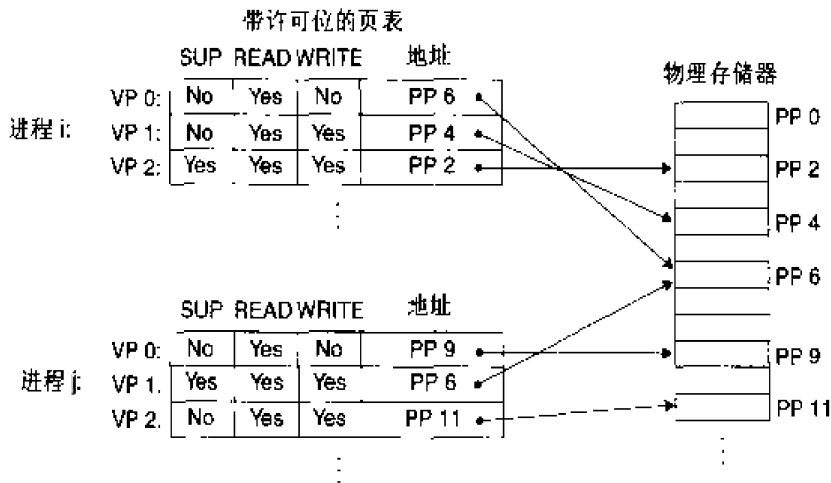 带许可位的页表
SUP READ WRITE 地址
VP 0: No Yes No PP 6
进程 i: VP 1: No Yes Yes PP 4
VP 2: Yes Yes Yes PP 2
物理存储器
PP 0
PP 2
PP 4
PP 6
PP 9
PP 11
SUP READ WRITE 地址
VP 0: No Yes No PP 9
进程 j: VP 1. Yes Yes Yes PP 6
VP 2. No Yes Yes PP 11